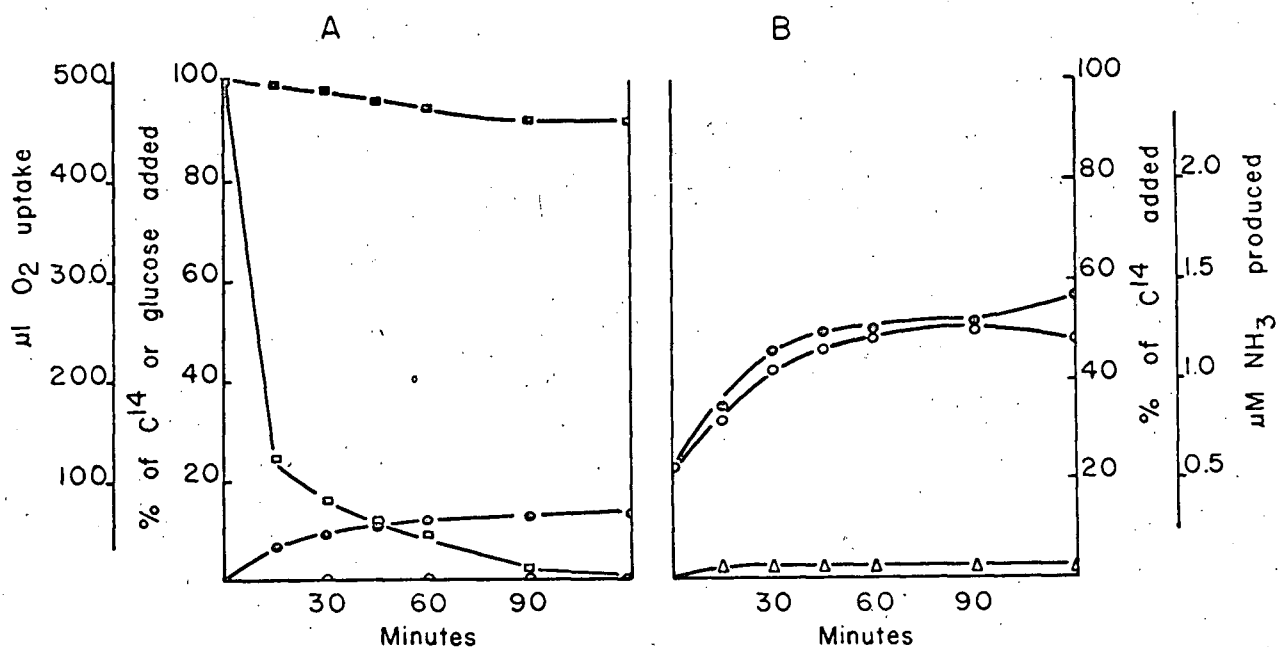 A
B
µl O2 uptake
500
400
300
200
100
% of C14 or glucose added
100
80
60
40
20
30 60 90
Minutes
30 60 90
Minutes
100
80
60
40
20
% of C14 added
2.0
1.5
1.0
0.5
µM NH3 produced